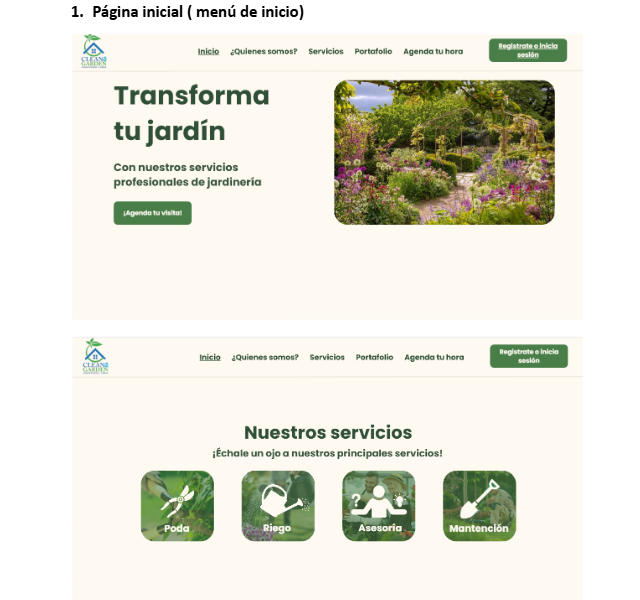 1. Página inicial ( menú de inicio)
CLEAN &
GARDEN
Inicio ¿Quienes somos? Servicios Portafolio Agenda tu hora
Registrate e inicia
sesión
Transforma
tu jardín
Con nuestros servicios
profesionales de jardinería
¡Agenda tu visita!
CLEAN &
GARDEN
Inicio ¿Quienes somos? Servicios Portafolio Agenda tu hora
Registrate e inicia
sesión
Nuestros servicios
¡Échale un ojo a nuestros principales servicios!
Poda Riego Asesoria Mantención